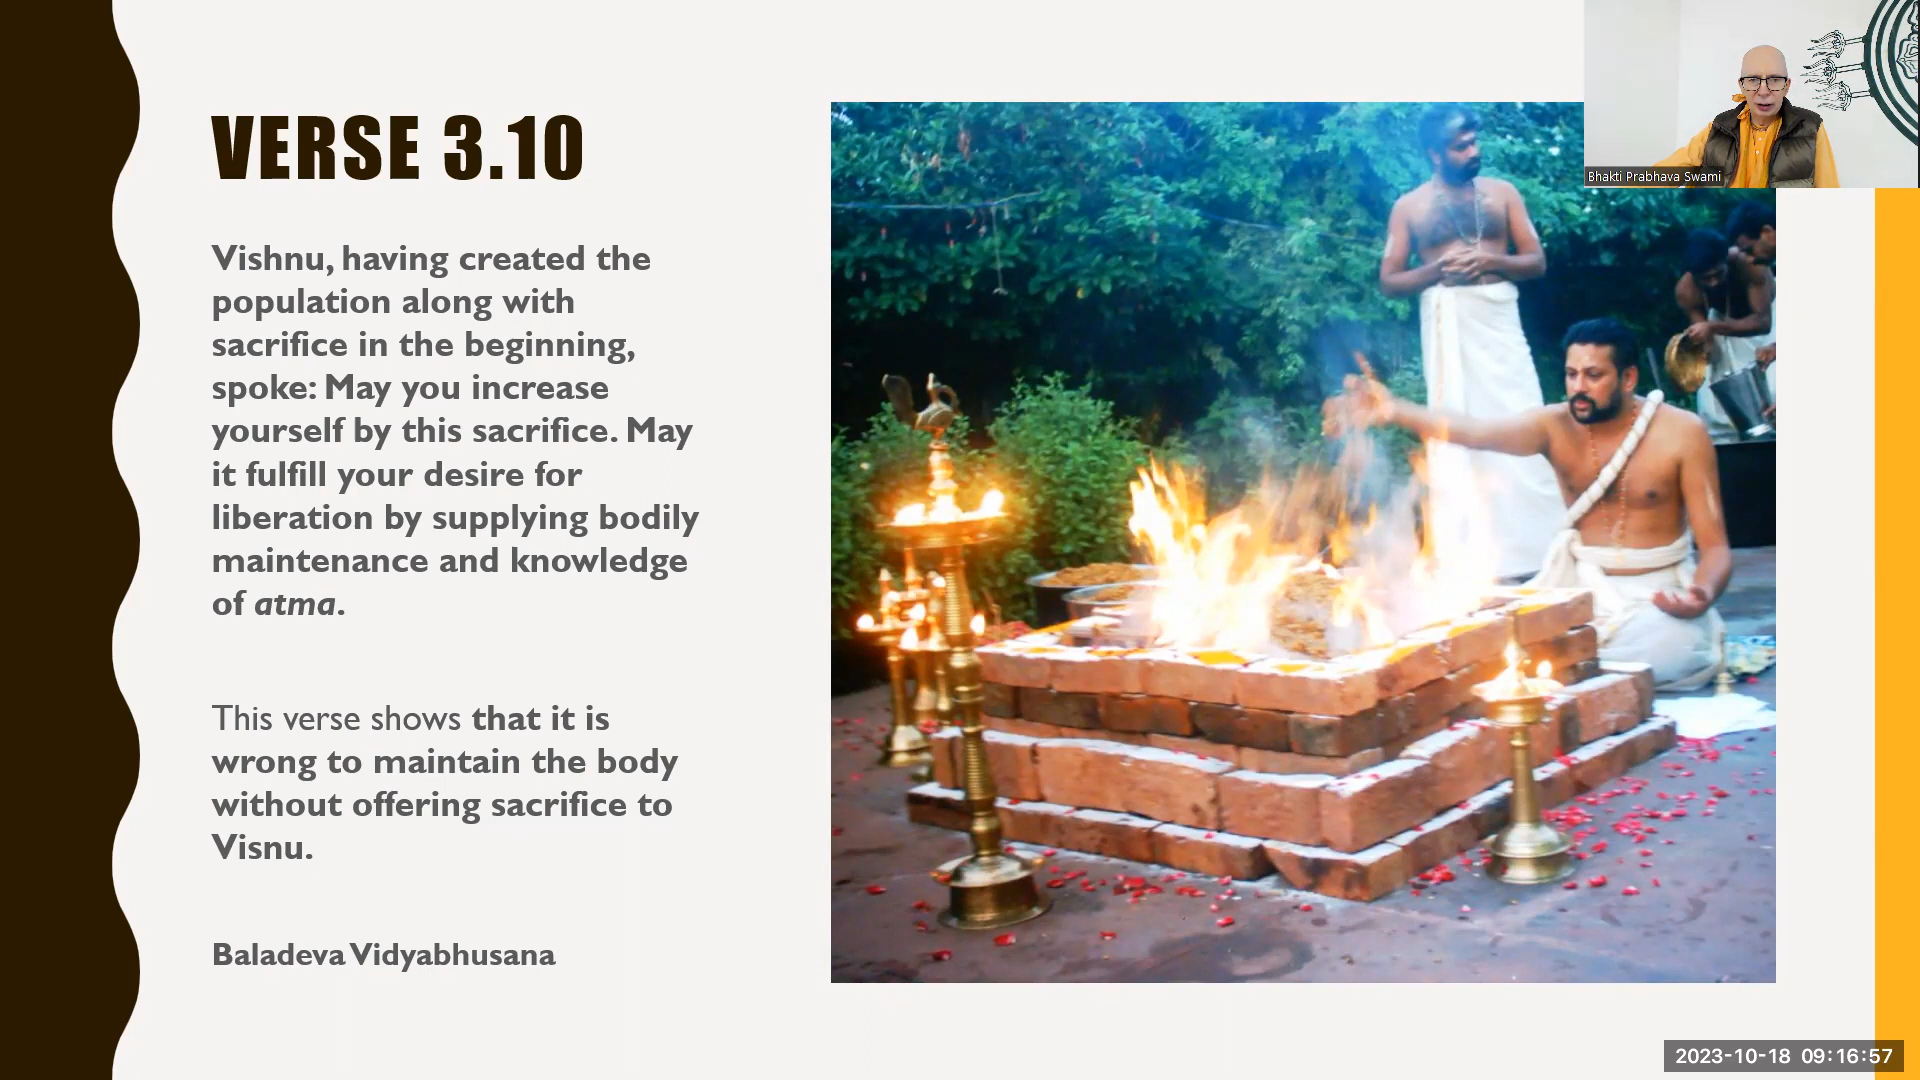 VERSE 3.10
Vishnu, having created the
population along with
sacrifice in the beginning,
spoke: May you increase
yourself by this sacrifice. May
it fulfill your desire for
liberation by supplying bodily
maintenance and knowledge
of atma.
This verse shows that it is
wrong to maintain the body
without offering sacrifice to
Visnu.
Baladeva Vidyabhusana
Bhakti Prabhava Swami
2023-10-18 09:16:57